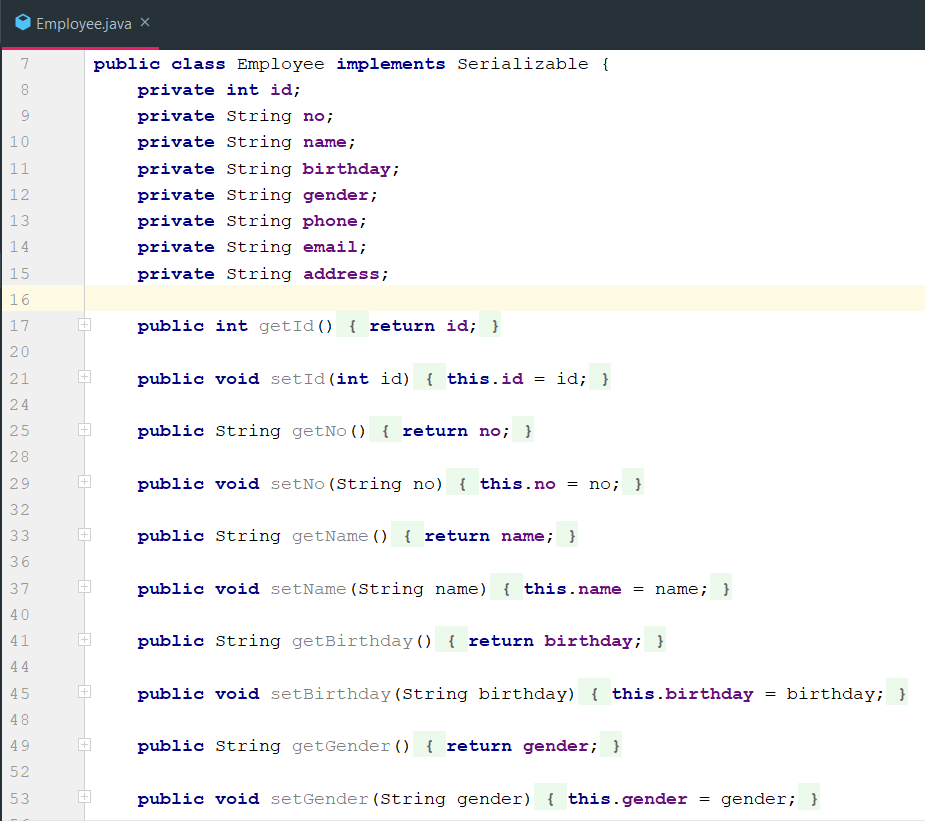 Employee.java ×
7 public class Employee implements Serializable {
8 private int id;
9 private String no;
10 private String name;
11 private String birthday;
12 private String gender;
13 private String phone;
14 private String email;
15 private String address;
16
17 public int getId() { return id; }
20
21 public void setId(int id) { this.id = id; }
24
25 public String getNo() { return no; }
28
29 public void setNo(String no) { this.no = no; }
32
33 public String getName() { return name; }
36
37 public void setName(String name) { this.name = name; }
40
41 public String getBirthday() { return birthday; }
44
45 public void setBirthday(String birthday) { this.birthday = birthday; }
48
49 public String getGender() { return gender; }
52
53 public void setGender(String gender) { this.gender = gender; }